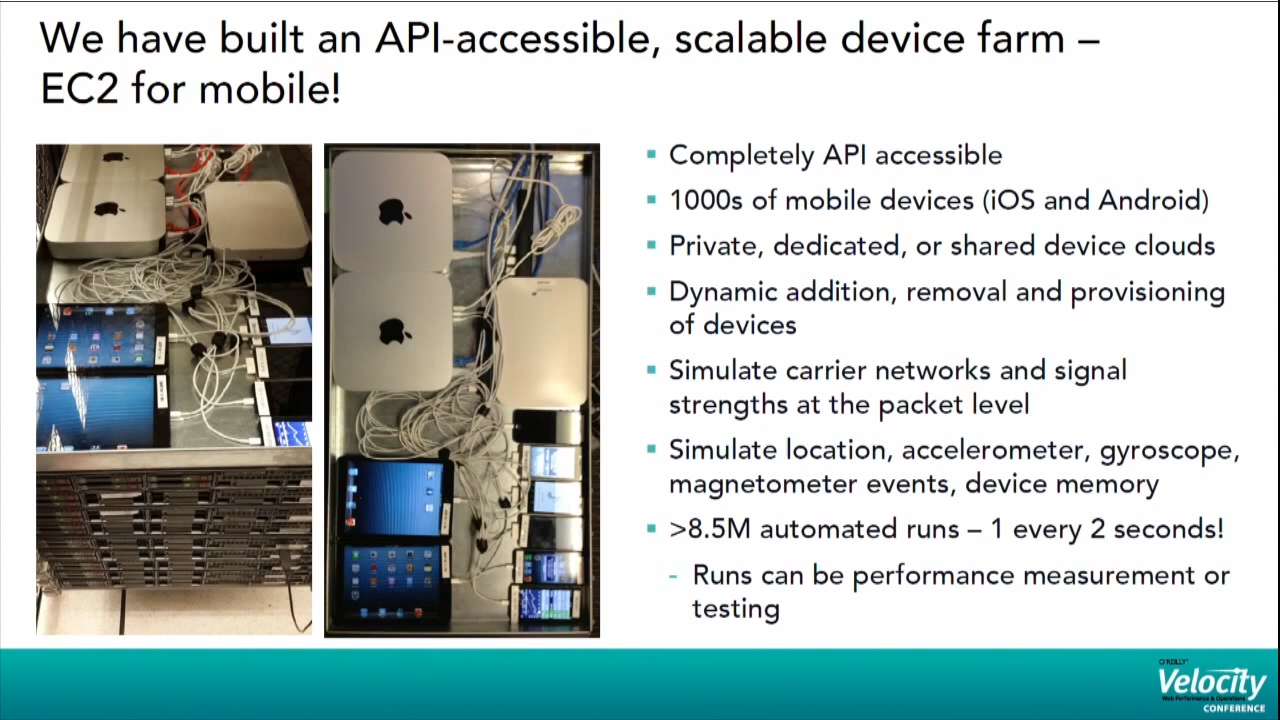 We have built an API-accessible, scalable device farm –
EC2 for mobile!
▪ Completely API accessible
▪ 1000s of mobile devices (iOS and Android)
▪ Private, dedicated, or shared device clouds
▪ Dynamic addition, removal and provisioning
of devices
▪ Simulate carrier networks and signal
strengths at the packet level
▪ Simulate location, accelerometer, gyroscope,
magnetometer events, device memory
▪ >8.5M automated runs – 1 every 2 seconds!
- Runs can be performance measurement or
testing
O'REILLY
Velocity
Web Performance & Operations
CONFERENCE